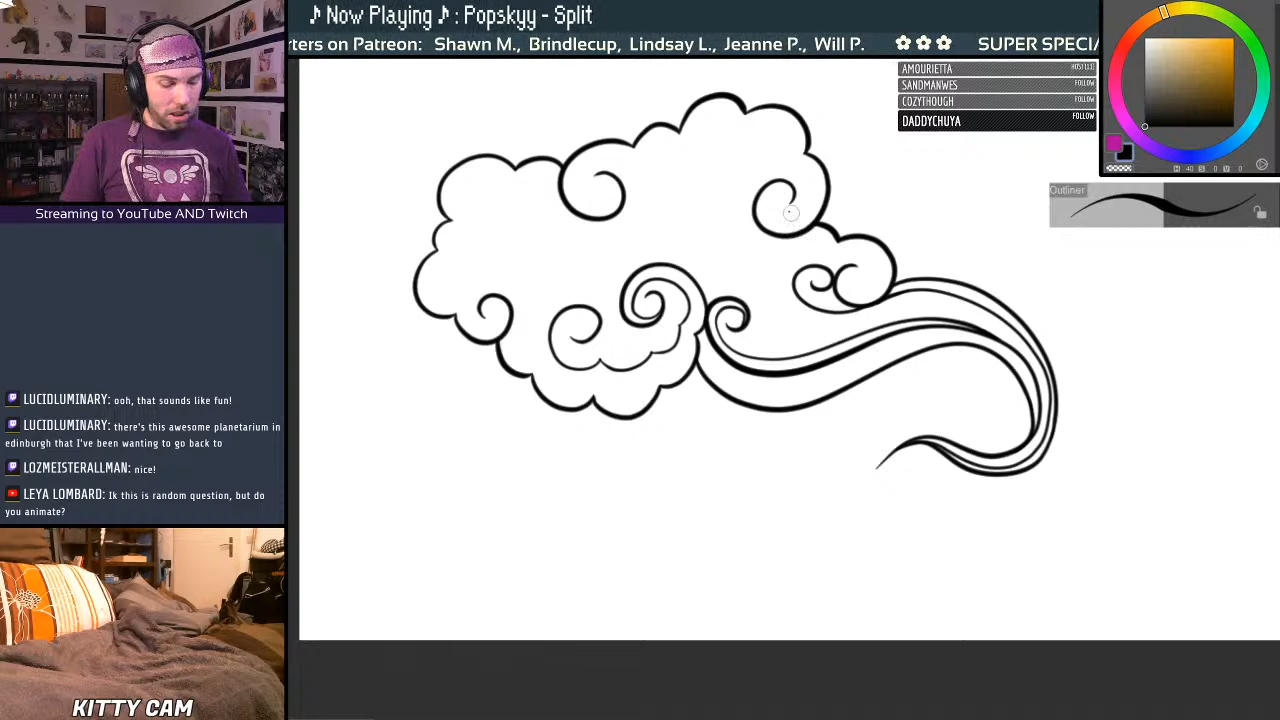 ♪ Now Playing ♪ : Popskyy - Split
rters on Patreon: Shawn M., Brindlecup, Lindsay L., Jeanne P., Will P. ✿ ✿ ✿ SUPER SPECIA
AMOURIETTA
SANDMANWES FOLLOW
COZYTHOUGH FOLLOW
DADDYCHUYA FOLLOW
Outliner
Streaming to YouTube AND Twitch
LUCIDLUMINARY: ooh, that sounds like fun!
LUCIDLUMINARY: there's this awesome planetarium in
edinburgh that I've been wanting to go back to
LOZMEISTERALLMAN: nice!
LEYA LOMBARD: Ik this is random question, but do
you animate?
KITTY CAM